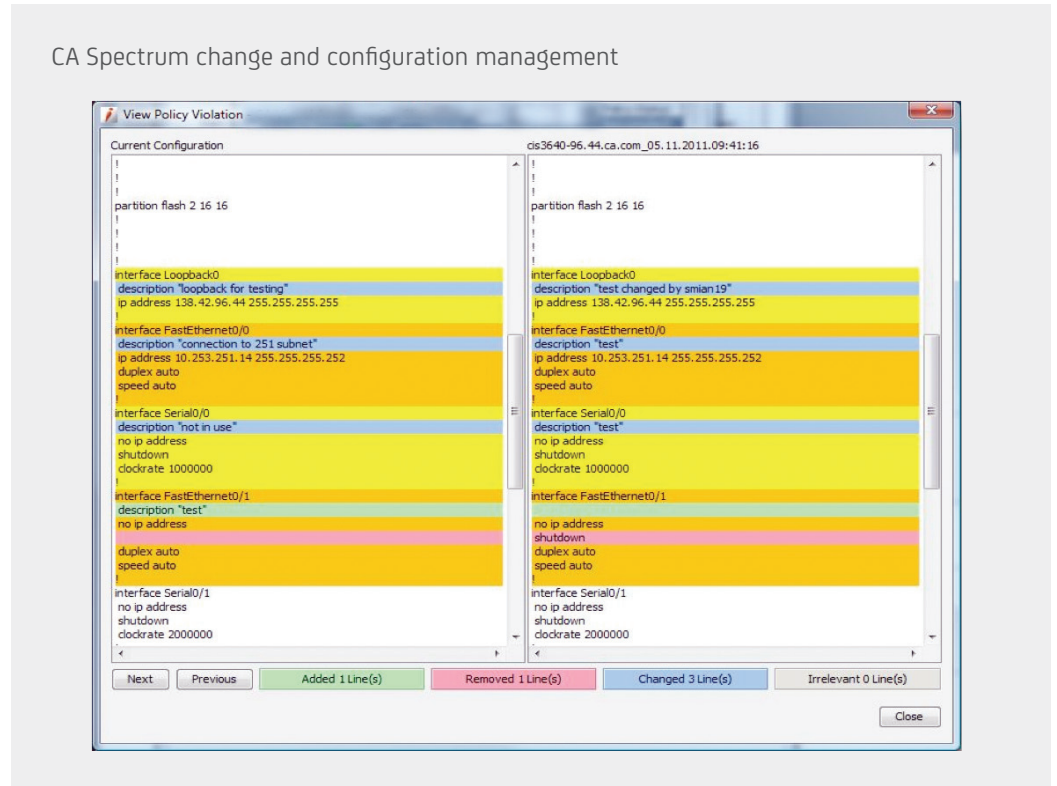 CA Spectrum change and configuration management
View Policy Violation
Current Configuration
!
!
!
partition flash 2 16 16
!
!
!
!
interface Loopback0
description "loopback for testing"
ip address 138.42.96.44 255.255.255.255
!
interface FastEthernet0/0
description "connection to 251 subnet"
ip address 10.253.251.14 255.255.255.252
duplex auto
speed auto
!
interface Serial0/0
description "not in use"
no ip address
shutdown
clockrate 1000000
!
interface FastEthernet0/1
description "test"
no ip address
duplex auto
speed auto
!
interface Serial0/1
no ip address
shutdown
clockrate 2000000
cis3640-96.44.ca.com_05.11.2011.09:41:16
!
!
!
partition flash 2 16 16
!
!
!
!
interface Loopback0
description "test changed by smian19"
ip address 138.42.96.44 255.255.255.255
!
interface FastEthernet0/0
description "test"
ip address 10.253.251.14 255.255.255.252
duplex auto
speed auto
!
interface Serial0/0
description "test"
no ip address
shutdown
clockrate 1000000
!
interface FastEthernet0/1
no ip address
shutdown
duplex auto
speed auto
!
interface Serial0/1
no ip address
shutdown
clockrate 2000000
Next Previous Added 1 Line(s) Removed 1 Line(s) Changed 3 Line(s) Irrelevant 0 Line(s)
Close